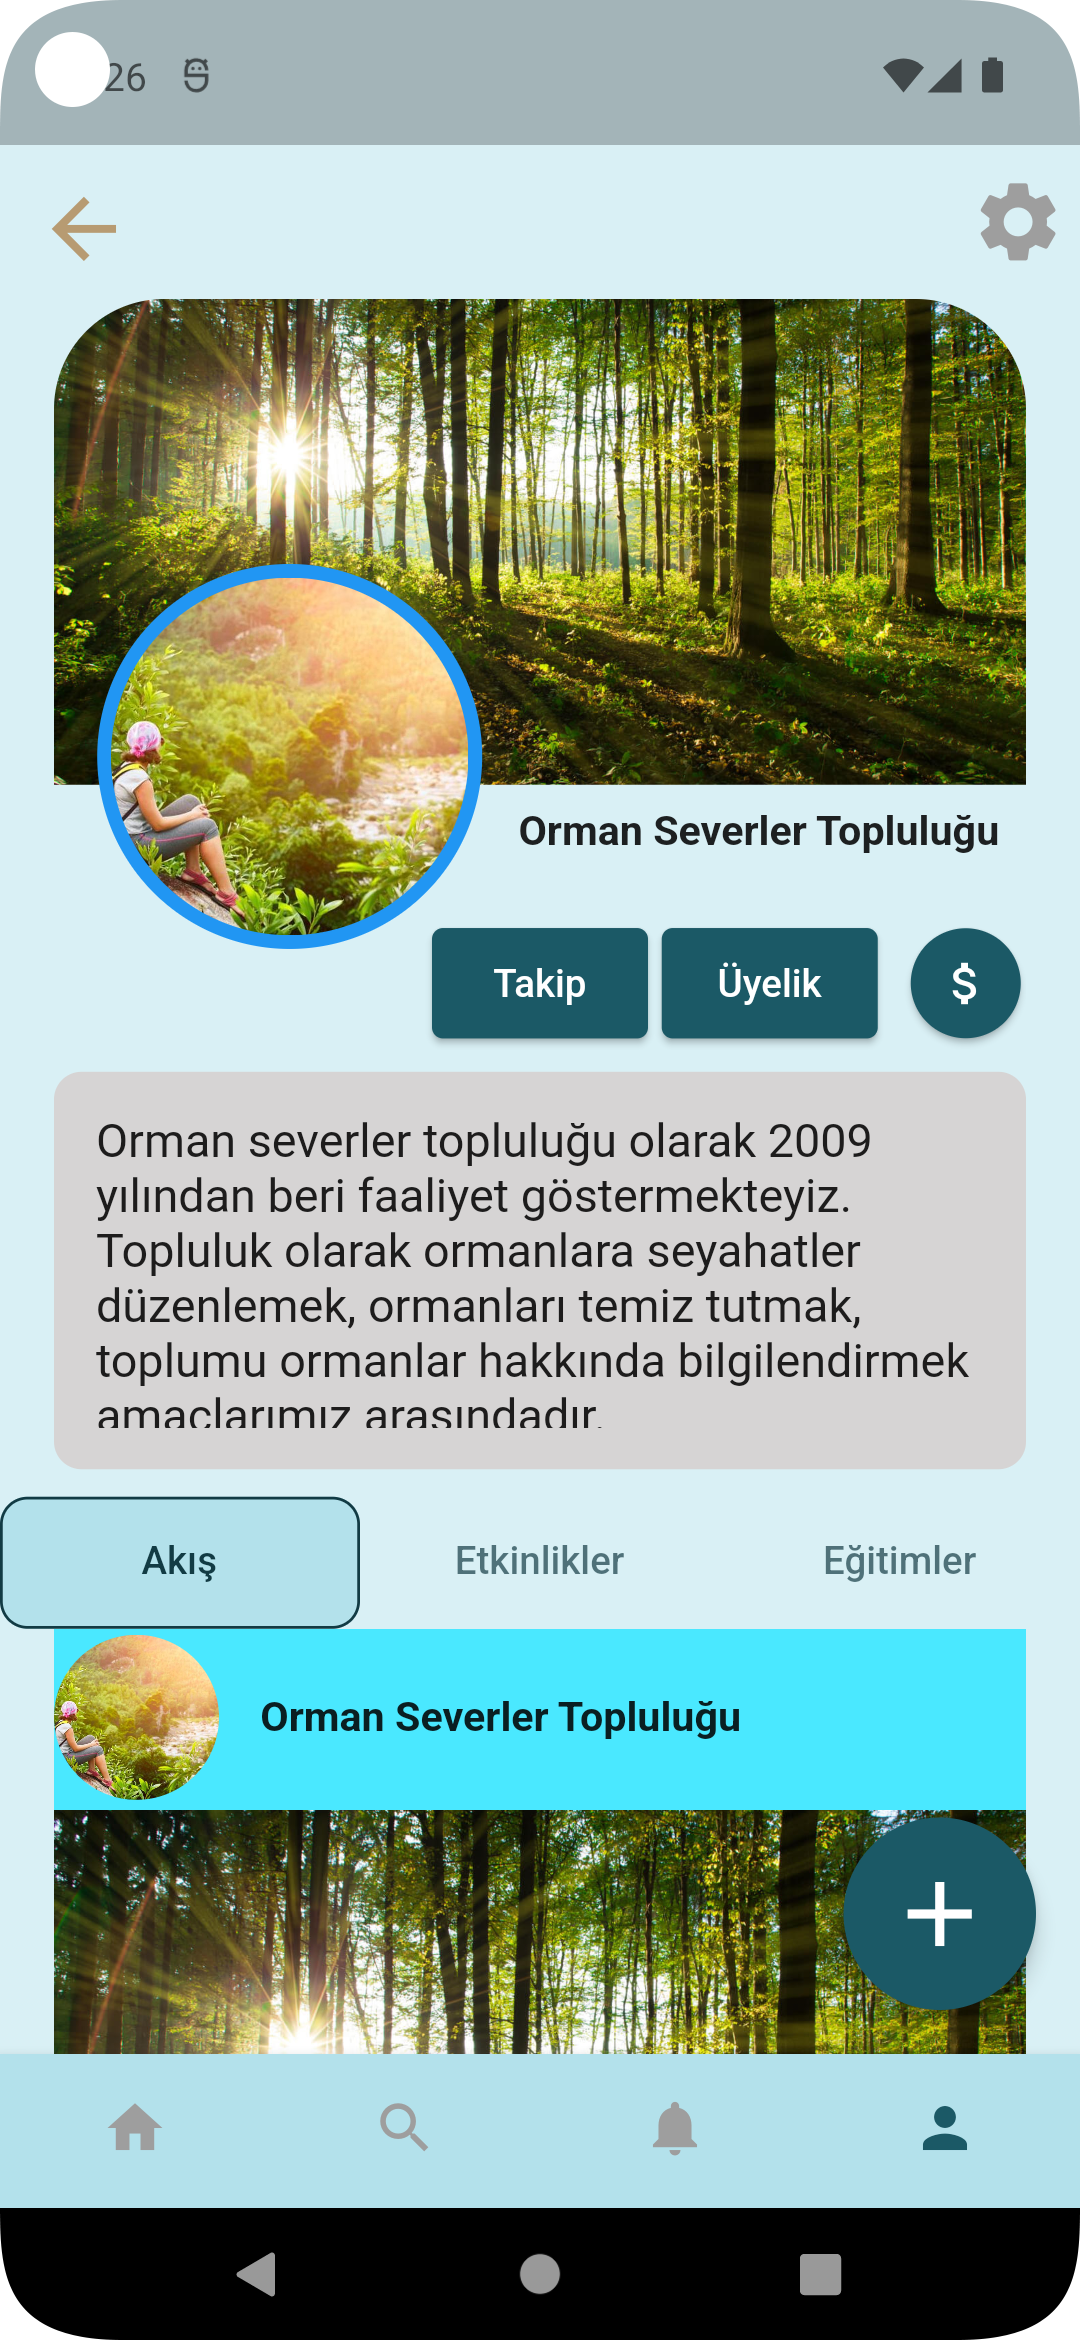 26
Orman Severler Topluluğu
Takip
Üyelik
$
Orman severler topluluğu olarak 2009
yılından beri faaliyet göstermekteyiz.
Topluluk olarak ormanlara seyahatler
düzenlemek, ormanları temiz tutmak,
toplumu ormanlar hakkında bilgilendirmek
amaçlarımız arasındadır.
Akış
Etkinlikler
Eğitimler
Orman Severler Topluluğu